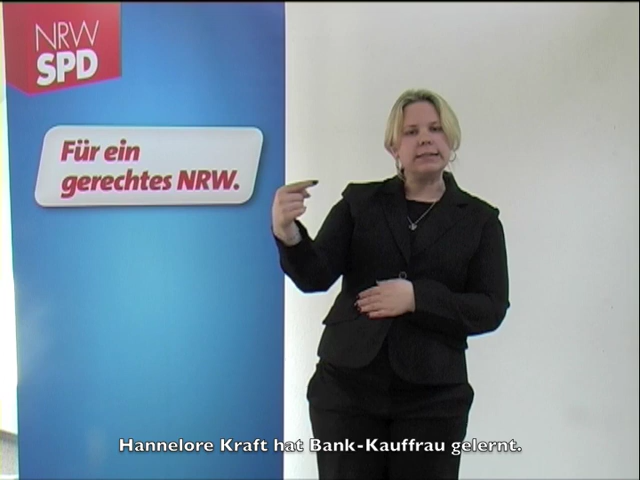 NRW
SPD
Für ein
gerechtes NRW.
Hannelore Kraft hat Bank-Kauffrau gelernt.